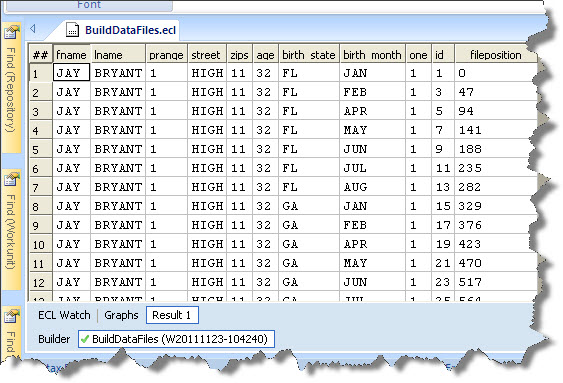 Font
BuildDataFiles.ecl
Find (Repository)
Find (Workunit)
Find
## fname lname prange street zips age birth_state birth_month one id fileposition
1 JAY BRYANT 1 HIGH 11 32 FL JAN 1 1 0
2 JAY BRYANT 1 HIGH 11 32 FL FEB 1 3 47
3 JAY BRYANT 1 HIGH 11 32 FL APR 1 5 94
4 JAY BRYANT 1 HIGH 11 32 FL MAY 1 7 141
5 JAY BRYANT 1 HIGH 11 32 FL JUN 1 9 188
6 JAY BRYANT 1 HIGH 11 32 FL JUL 1 11 235
7 JAY BRYANT 1 HIGH 11 32 FL AUG 1 13 282
8 JAY BRYANT 1 HIGH 11 32 GA JAN 1 15 329
9 JAY BRYANT 1 HIGH 11 32 GA FEB 1 17 376
10 JAY BRYANT 1 HIGH 11 32 GA APR 1 19 423
11 JAY BRYANT 1 HIGH 11 32 GA MAY 1 21 470
12 JAY BRYANT 1 HIGH 11 32 GA JUN 1 23 517
JAY BRYANT 1 HIGH 11 32 GA JUL 1 25 564
ECL Watch Graphs Result 1
Builder BuildDataFiles (W20111123-104240)